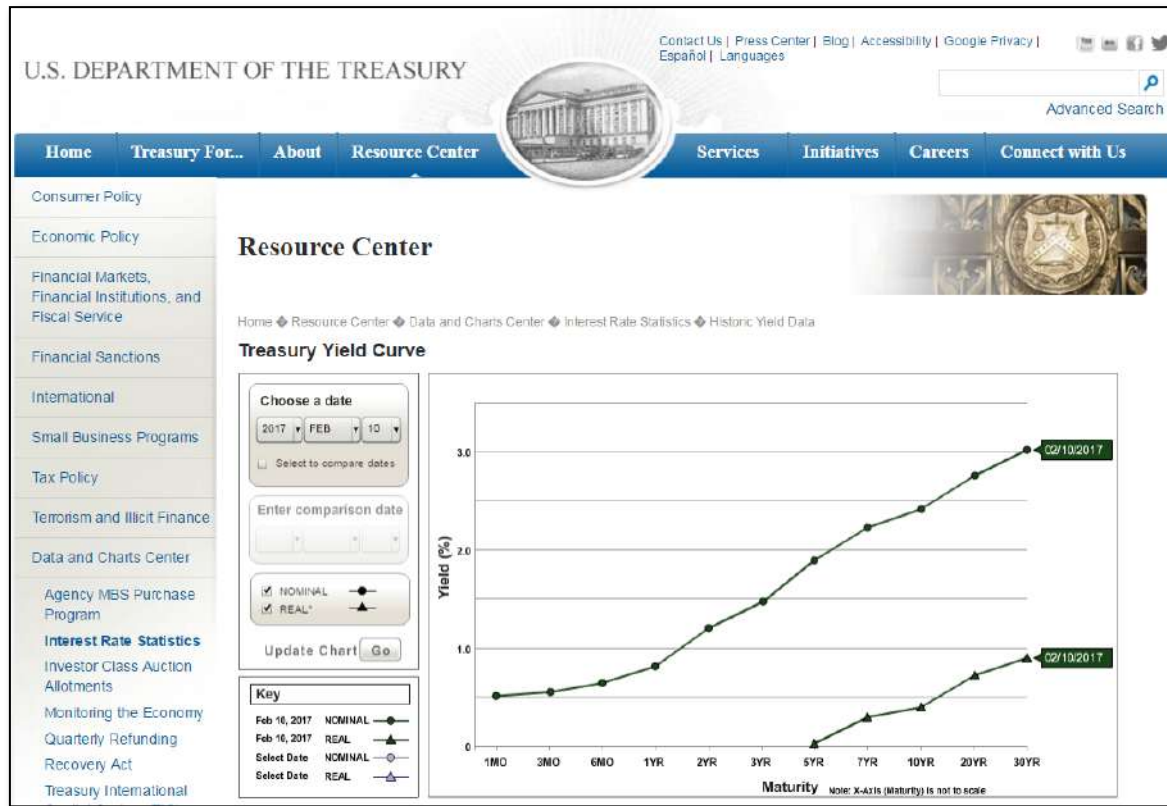 Contact Us | Press Center | Blog | Accessibility | Google Privacy |
Español | Languages
U.S. DEPARTMENT OF THE TREASURY
Advanced Search
Home Treasury For... About Resource Center Services Initiatives Careers Connect with Us
Consumer Policy
Economic Policy
Financial Markets,
Financial Institutions, and
Fiscal Service
Financial Sanctions
International
Small Business Programs
Tax Policy
Terrorism and Illicit Finance
Data and Charts Center
Agency MBS Purchase
Program
Interest Rate Statistics
Investor Class Auction
Allotments
Monitoring the Economy
Quarterly Refunding
Recovery Act
Treasury International
Resource Center
Home � Resource Center � Data and Charts Center � Interest Rate Statistics � Historic Yield Data
Treasury Yield Curve
Choose a date
2017 FEB 10
Select to compare dates
Enter comparison date
NOMINAL
REAL*
Update Chart Go
Key
Feb 10, 2017 NOMINAL
Feb 10, 2017 REAL
Select Date NOMINAL
Select Date REAL
Yield (%)
3.0
2.0
1.0
0
02/10/2017
02/10/2017
1MO 3MO 6MO 1YR 2YR 3YR 5YR 7YR 10YR 20YR 30YR
Maturity Note: X-Axis (Maturity) is not to scale